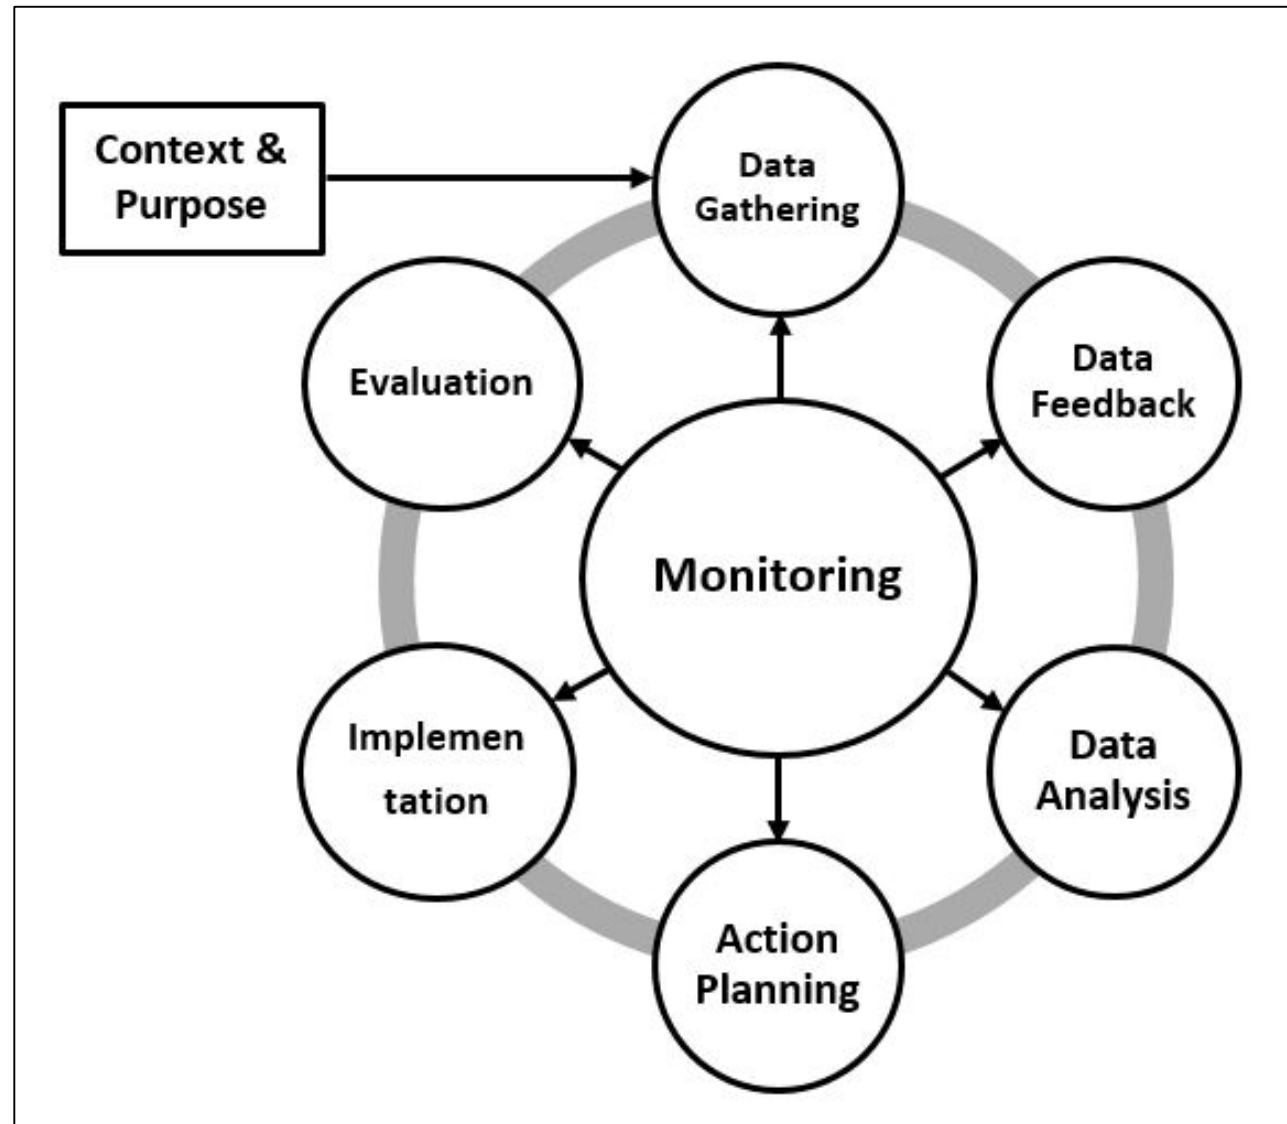 Context &
Purpose
Data
Gathering
Data
Feedback
Evaluation
Monitoring
Implemen
tation
Data
Analysis
Action
Planning